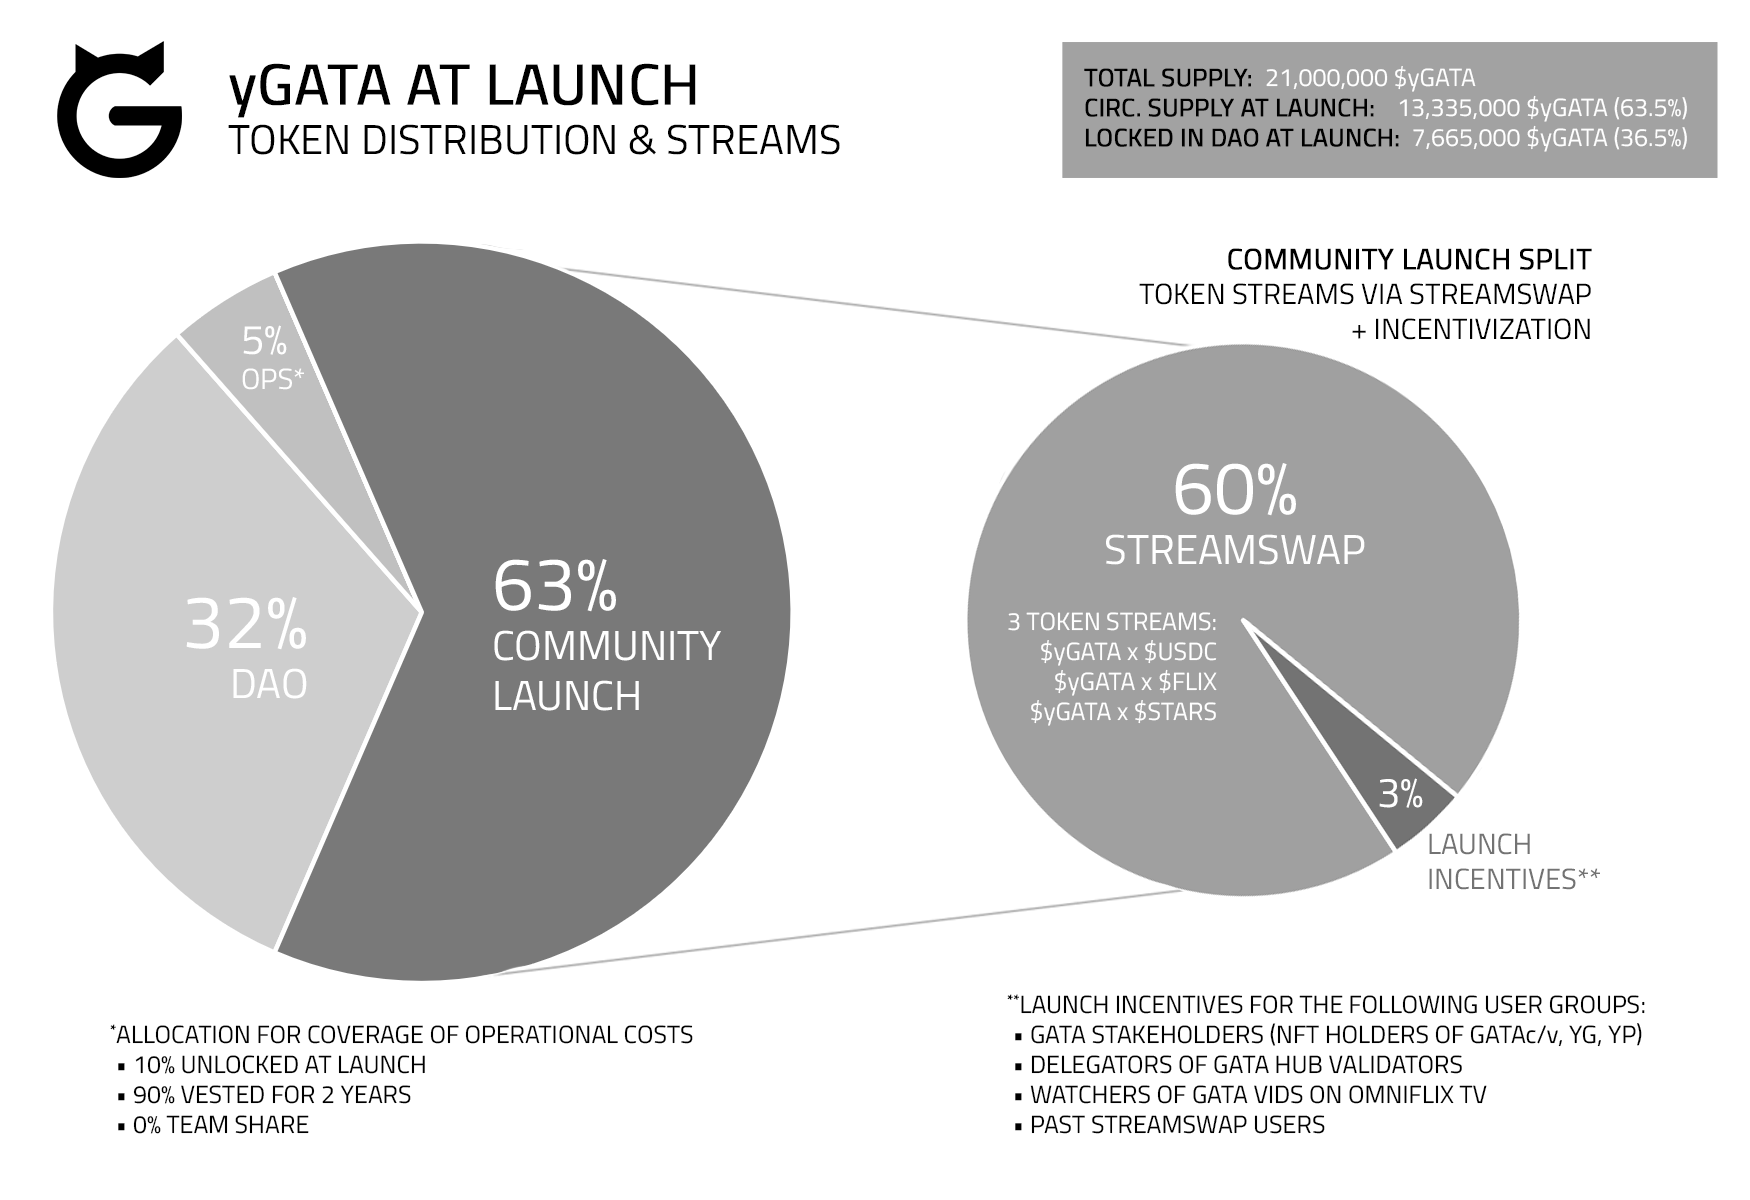 yGATA AT LAUNCH
TOKEN DISTRIBUTION & STREAMS
TOTAL SUPPLY: 21,000,000 $yGATA
CIRC. SUPPLY AT LAUNCH: 13,335,000 $yGATA (63.5%)
LOCKED IN DAO AT LAUNCH: 7,665,000 $yGATA (36.5%)
5%
OPS*
32%
DAO
63%
COMMUNITY
LAUNCH
COMMUNITY LAUNCH SPLIT
TOKEN STREAMS VIA STREAMSWAP
+ INCENTIVIZATION
60%
STREAMSWAP
3 TOKEN STREAMS:
$yGATA x $USDC
$yGATA x $FLIX
$yGATA x $STARS
3%
LAUNCH
INCENTIVES**
*ALLOCATION FOR COVERAGE OF OPERATIONAL COSTS
▪ 10% UNLOCKED AT LAUNCH
▪ 90% VESTED FOR 2 YEARS
▪ 0% TEAM SHARE
**LAUNCH INCENTIVES FOR THE FOLLOWING USER GROUPS:
▪ GATA STAKEHOLDERS (NFT HOLDERS OF GATAc/v, YG, YP)
▪ DELEGATORS OF GATA HUB VALIDATORS
▪ WATCHERS OF GATA VIDS ON OMNIFLIX TV
▪ PAST STREAMSWAP USERS